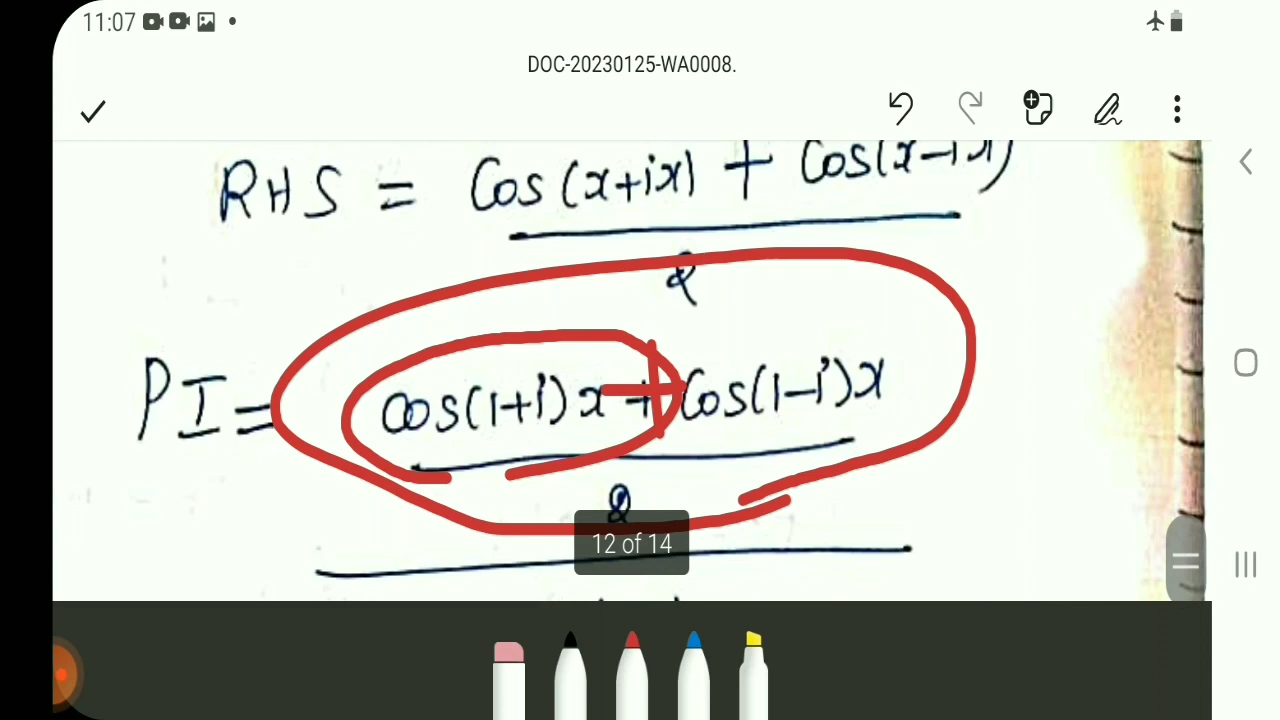 11:07
DOC-20230125-WA0008.
RHS = Cos(x+ix) + Cos(x-ix)
2
PI = cos(1+i)x + Cos(1-i)x
2
12 of 14